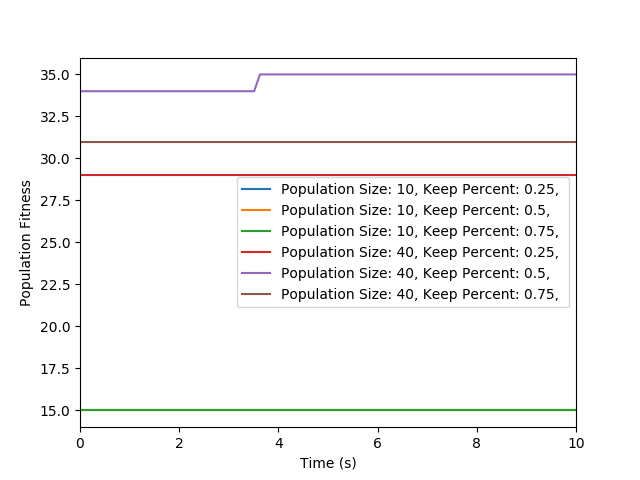 35.0
32.5
30.0
27.5
25.0
22.5
20.0
17.5
15.0
Population Fitness
Population Size: 10, Keep Percent: 0.25,
Population Size: 10, Keep Percent: 0.5,
Population Size: 10, Keep Percent: 0.75,
Population Size: 40, Keep Percent: 0.25,
Population Size: 40, Keep Percent: 0.5,
Population Size: 40, Keep Percent: 0.75,
0 2 4 6 8 10
Time (s)